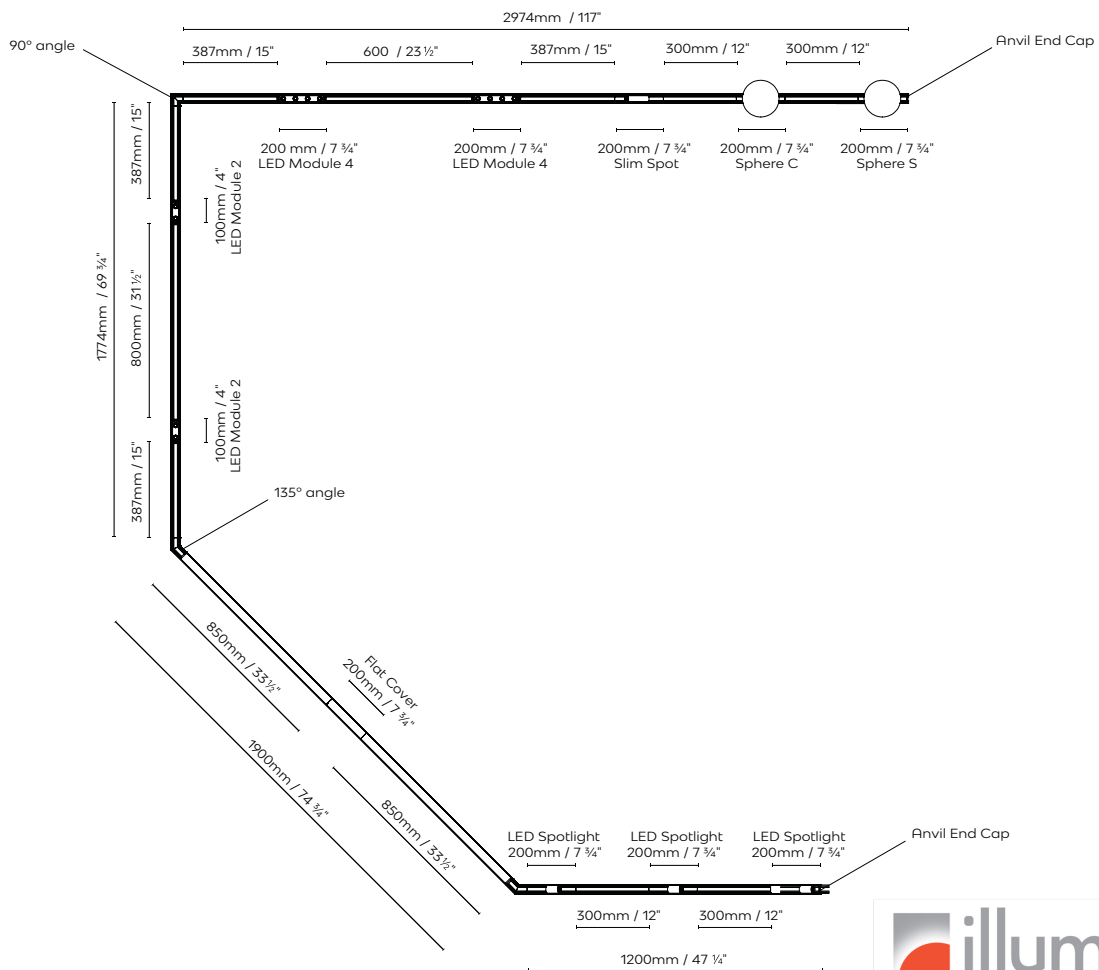 2974mm / 117"
90° angle
387mm / 15"
600 / 23 ½"
387mm / 15"
300mm / 12"
300mm / 12"
Anvil End Cap
200 mm / 7 ¾"
LED Module 4
200mm / 7 ¾"
LED Module 4
200mm / 7 ¾"
Slim Spot
200mm / 7 ¾"
Sphere C
200mm / 7 ¾"
Sphere S
387mm / 15"
100mm / 4"
LED Module 2
1774mm / 69 ¾"
800mm / 31 ½"
100mm / 4"
LED Module 2
387mm / 15"
135° angle
850mm / 33½"
Flat Cover
200mm / 7 ¾"
1900mm / 74 ¾"
850mm / 33½"
LED Spotlight
200mm / 7 ¾"
LED Spotlight
200mm / 7 ¾"
LED Spotlight
200mm / 7 ¾"
Anvil End Cap
300mm / 12"
300mm / 12"
1200mm / 47 ¼"
illum